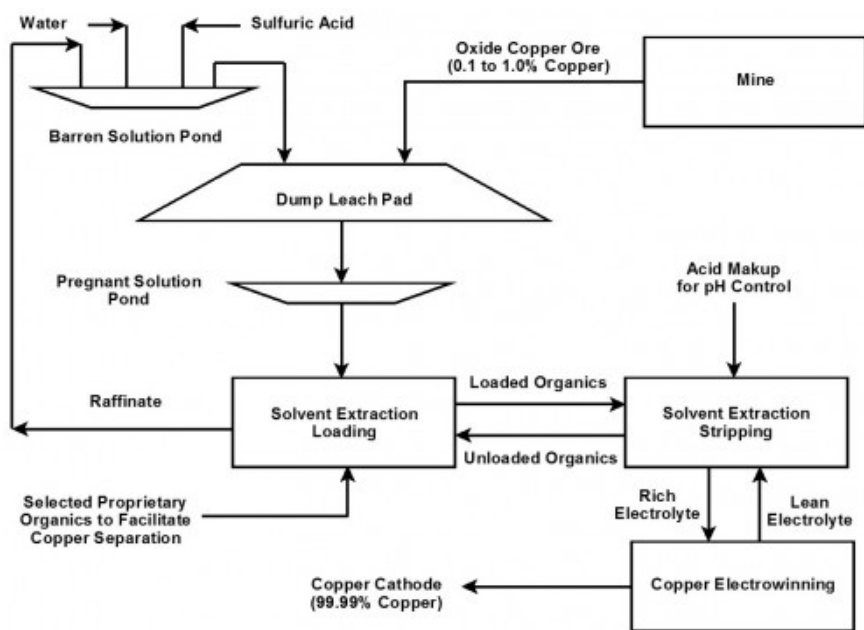 Water
Sulfuric Acid
Oxide Copper Ore
(0.1 to 1.0% Copper)
Mine
Barren Solution Pond
Dump Leach Pad
Pregnant Solution
Pond
Acid Makup
for pH Control
Raffinate
Solvent Extraction
Loading
Loaded Organics
Unloaded Organics
Solvent Extraction
Stripping
Selected Proprietary
Organics to Facilitate
Copper Separation
Rich
Electrolyte
Lean
Electrolyte
Copper Cathode
(99.99% Copper)
Copper Electrowinning